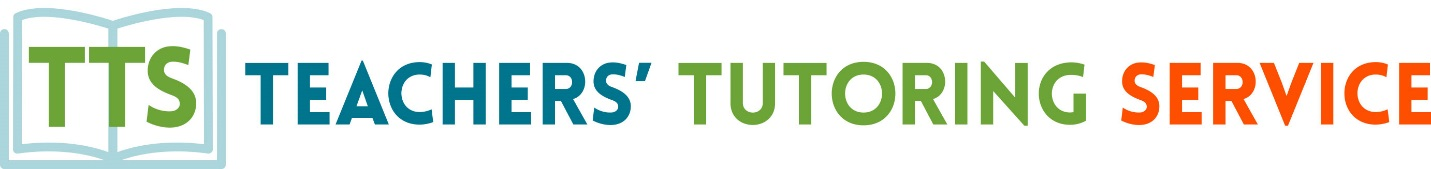 TTS TEACHERS’ TUTORING SERVICE